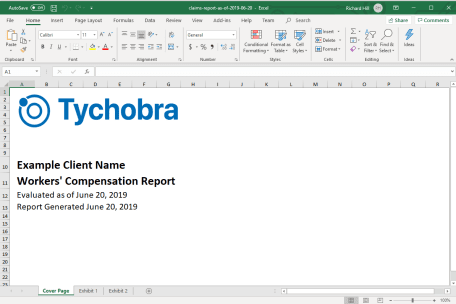 AutoSave Off
claims-report-as-of-2019-06-20 - Excel
Richard Hill
File Home Insert Page Layout Formulas Data Review View Add-ins Help Team Search Share Comments
Paste Calibri 11 General Conditional Formatting Format as Table Cell Styles Insert Delete Format Sort & Filter Find & Select Ideas
Clipboard Font Alignment Number Styles Cells Editing Ideas
A1 fx
A B C D E F G H I J K L M N O P Q R
1
2
3
4
5
6
7
8
9
10
11
12
13
14
15
16
17
18
19
20
21
22
Tychobra
Example Client Name
Workers' Compensation Report
Evaluated as of June 20, 2019
Report Generated June 20, 2019
Cover Page Exhibit 1 Exhibit 2
100%